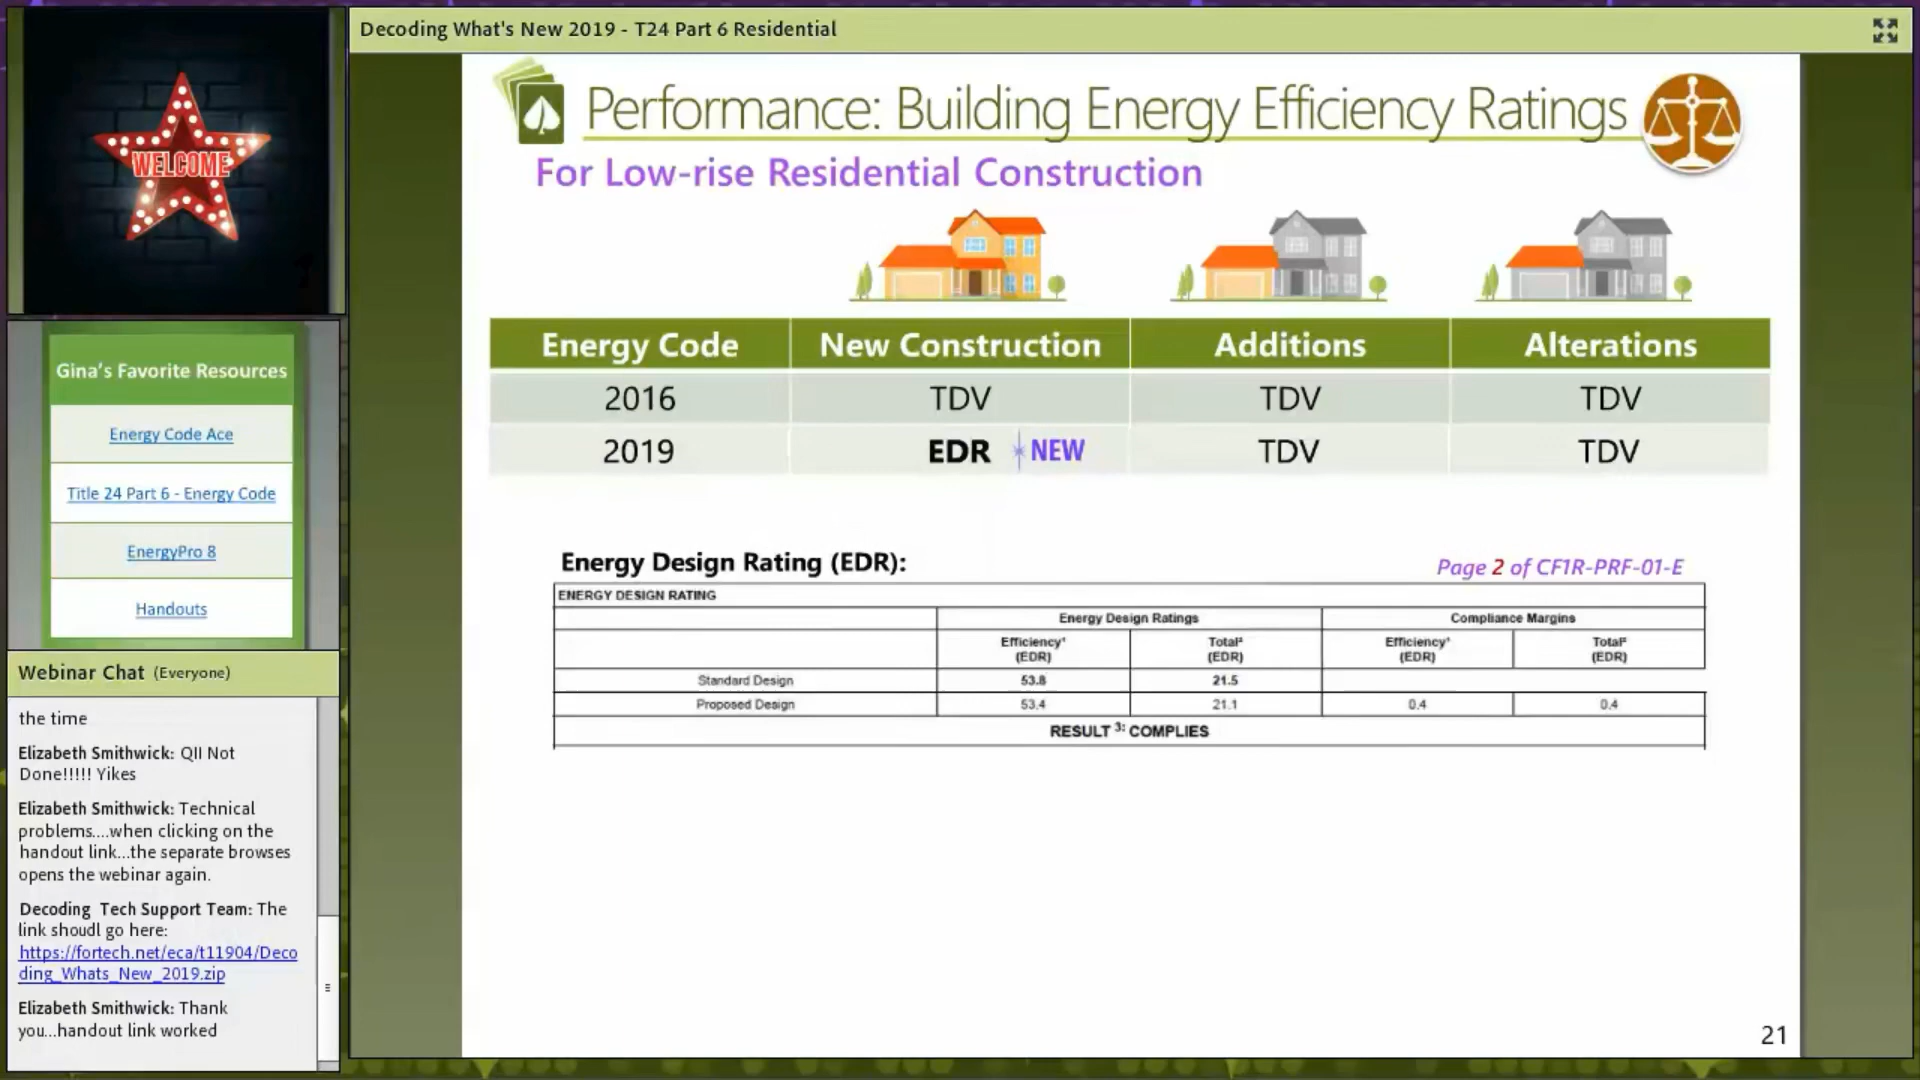 WELCOME
Gina's Favorite Resources
Energy Code Ace
Title 24 Part 6 - Energy Code
EnergyPro 8
Handouts
Webinar Chat (Everyone)
the time
Elizabeth Smithwick: QII Not
Done!!!!! Yikes
Elizabeth Smithwick: Technical
problems....when clicking on the
handout link...the separate browses
opens the webinar again.
Decoding Tech Support Team: The
link shoudl go here:
https://fortech.net/eca/t11904/Deco
ding_Whats_New_2019.zip
Elizabeth Smithwick: Thank
you...handout link worked
Decoding What's New 2019 - T24 Part 6 Residential
Performance: Building Energy Efficiency Ratings
For Low-rise Residential Construction
Energy Code New Construction Additions Alterations
2016 TDV TDV TDV
2019 EDR NEW TDV TDV
Energy Design Rating (EDR): Page 2 of CF1R-PRF-01-E
ENERGY DESIGN RATING
Energy Design Ratings Compliance Margins
Efficiency¹ Total² Efficiency¹ Total²
(EDR) (EDR) (EDR) (EDR)
Standard Design 53.8 21.5
Proposed Design 53.4 21.1 0.4 0.4
RESULT ³: COMPLIES
21